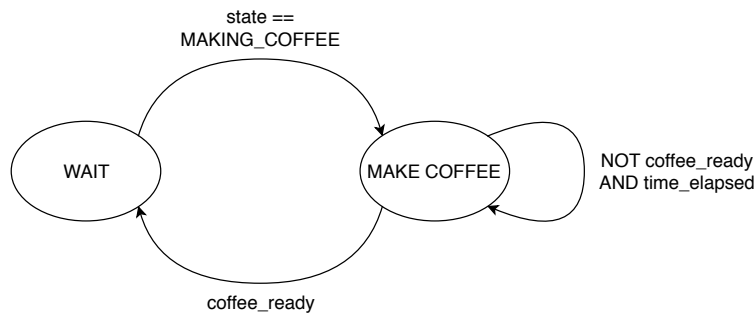 state ==
MAKING_COFFEE
WAIT
MAKE COFFEE
NOT coffee_ready
AND time_elapsed
coffee_ready